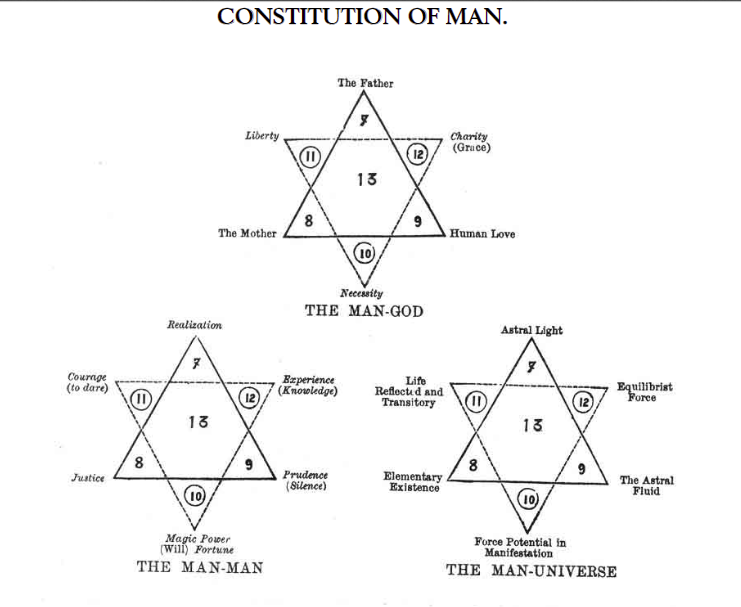 CONSTITUTION OF MAN.
The Father
7
Liberty
Charity
(Grace)
11
12
13
8
9
The Mother
Human Love
10
Necessity
THE MAN-GOD
Realization
7
Courage
(to dare)
Experience
(Knowledge)
11
12
13
8
9
Justice
Prudence
(Silence)
10
Magic Power
(Will) Fortune
THE MAN-MAN
Astral Light
7
Life
Reflected and
Transitory
Equilibrist
Force
11
12
13
8
9
Elementary
Existence
The Astral
Fluid
10
Force Potential in
Manifestation
THE MAN-UNIVERSE